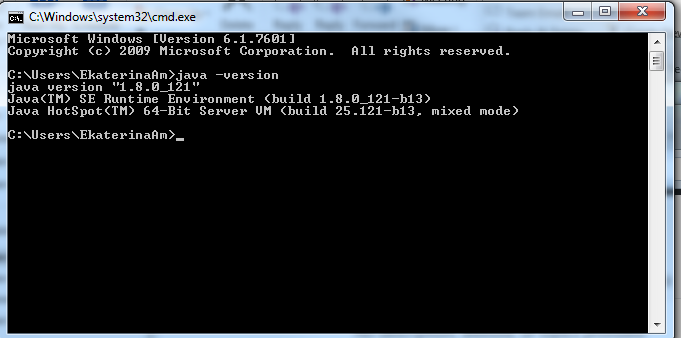 C:\Windows\system32\cmd.exe
Microsoft Windows [Version 6.1.7601]
Copyright (c) 2009 Microsoft Corporation.  All rights reserved.
C:\Users\EkaterinaAm>java -version
java version "1.8.0_121"
Java(TM) SE Runtime Environment (build 1.8.0_121-b13)
Java HotSpot(TM) 64-Bit Server VM (build 25.121-b13, mixed mode)
C:\Users\EkaterinaAm>_